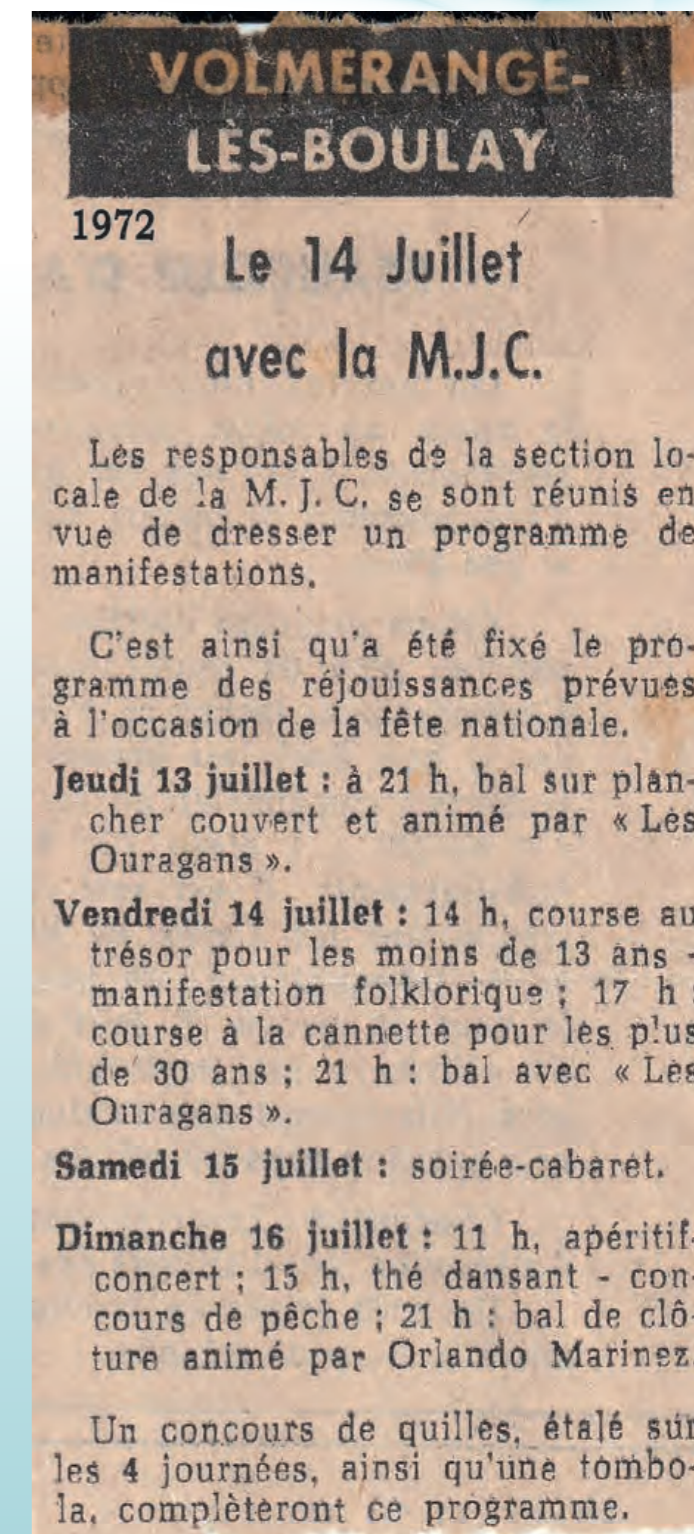 VOLMERANGE-
LÈS-BOULAY
1972
Le 14 Juillet
avec la M.J.C.
Les responsables de la section lo-
cale de la M. J. C. se sont réunis en
vue de dresser un programme de
manifestations.
C'est ainsi qu'a été fixé le pro-
gramme des réjouissances prévues
à l'occasion de la fête nationale.
Jeudi 13 juillet : à 21 h, bal sur plan-
cher couvert et animé par « Les
Ouragans ».
Vendredi 14 juillet : 14 h, course au
trésor pour les moins de 13 ans -
manifestation folklorique ; 17 h :
course à la cannette pour les plus
de 30 ans ; 21 h : bal avec « Les
Ouragans ».
Samedi 15 juillet : soirée-cabaret.
Dimanche 16 juillet : 11 h, apéritif-
concert ; 15 h, thé dansant - con-
cours de pêche ; 21 h : bal de clô-
ture animé par Orlando Marinez.
Un concours de quilles, étalé sur
les 4 journées, ainsi qu'une tombo-
la, complèteront ce programme.